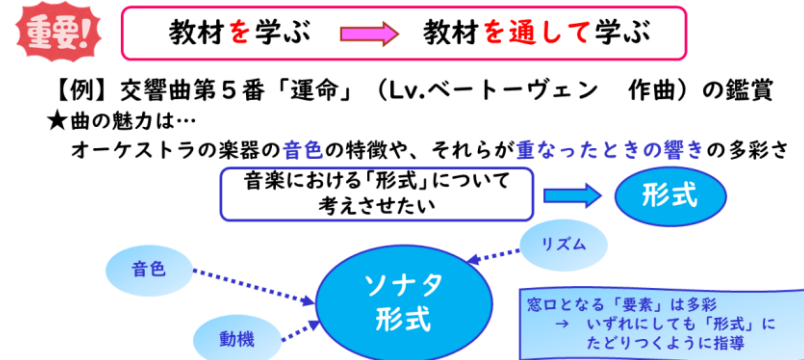 重要!
教材を学ぶ 教材を通して学ぶ
【例】交響曲第5番「運命」（Lv.ベートーヴェン　作曲）の鑑賞
★曲の魅力は…
オーケストラの楽器の音色の特徴や、それらが重なったときの響きの多彩さ
音楽における「形式」について
考えさせたい
形式
リズム
音色
ソナタ
形式
動機
窓口となる「要素」は多彩
→　いずれにしても「形式」に
たどりつくように指導